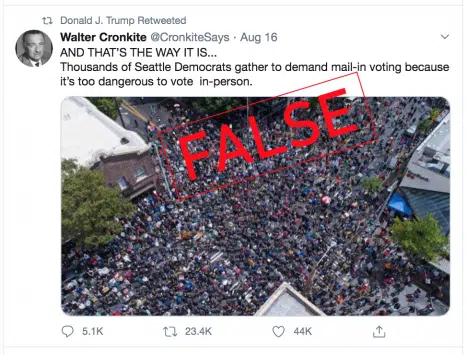 Donald J. Trump Retweeted
Walter Cronkite @CronkiteSays · Aug 16
AND THAT'S THE WAY IT IS...
Thousands of Seattle Democrats gather to demand mail-in voting because
it's too dangerous to vote in-person.
FALSE
5.1K
23.4K
44K